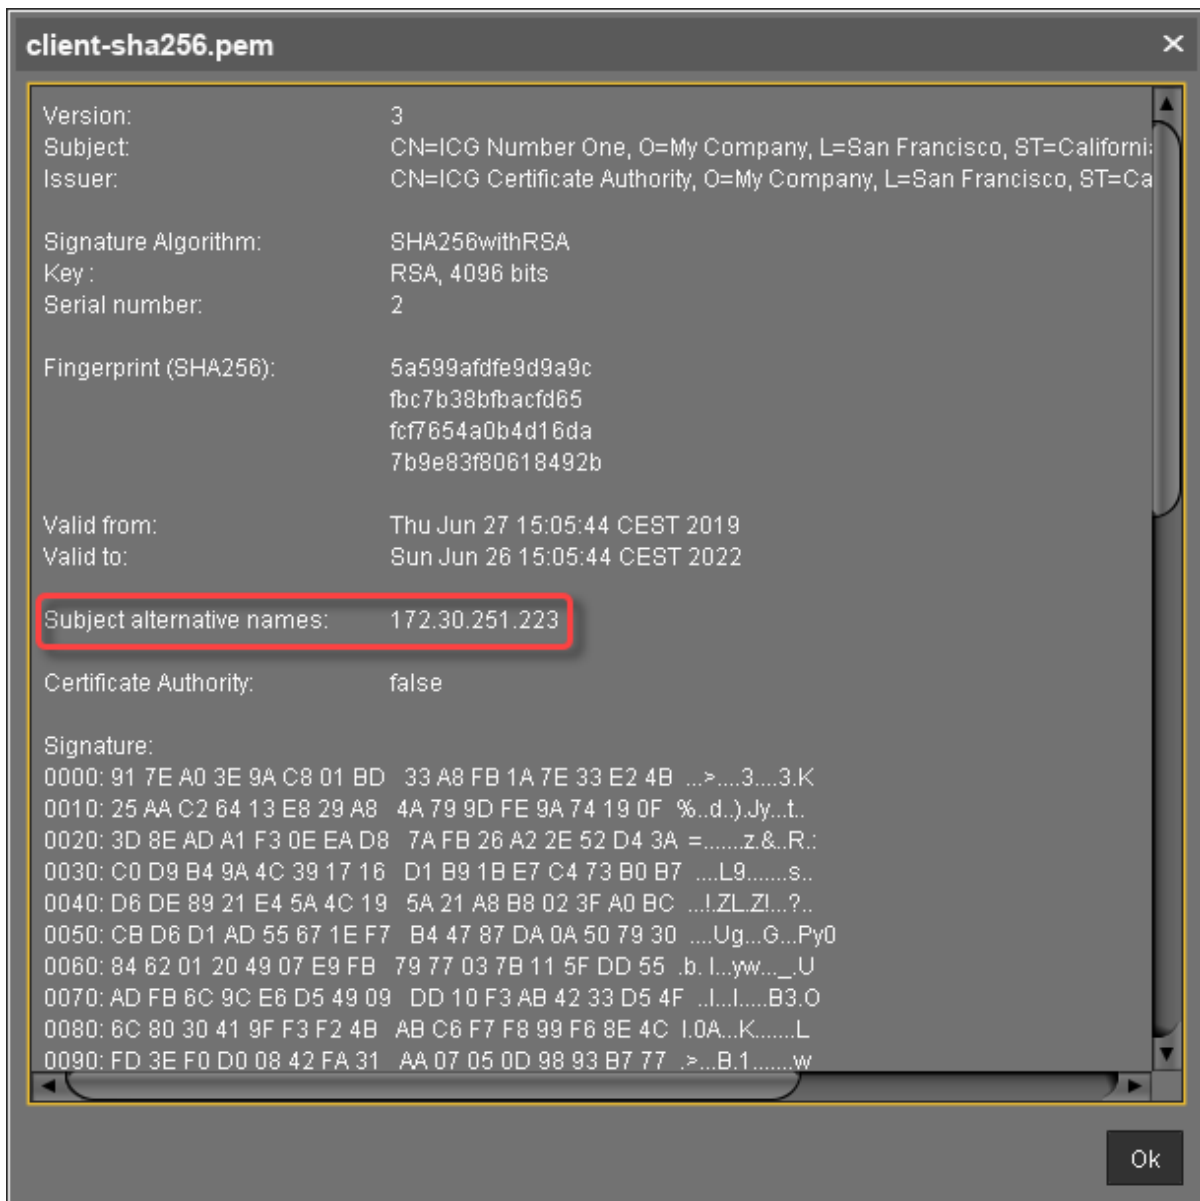 client-sha256.pem
Version: 3
Subject: CN=ICG Number One, O=My Company, L=San Francisco, ST=Californi
Issuer: CN=ICG Certificate Authority, O=My Company, L=San Francisco, ST=Ca
Signature Algorithm: SHA256withRSA
Key : RSA, 4096 bits
Serial number: 2
Fingerprint (SHA256): 5a599afdfe9d9a9c
fbc7b38bfbacfd65
fcf7654a0b4d16da
7b9e83f80618492b
Valid from: Thu Jun 27 15:05:44 CEST 2019
Valid to: Sun Jun 26 15:05:44 CEST 2022
Subject alternative names: 172.30.251.223
Certificate Authority: false
Signature:
0000: 91 7E A0 3E 9A C8 01 BD 33 A8 FB 1A 7E 33 E2 4B ...>....3....3.K
0010: 25 AA C2 64 13 E8 29 A8 4A 79 9D FE 9A 74 19 0F %..d..).Jy...t..
0020: 3D 8E AD A1 F3 0E EA D8 7A FB 26 A2 2E 52 D4 3A =.......z.&..R.:
0030: C0 D9 B4 9A 4C 39 17 16 D1 B9 1B E7 C4 73 B0 B7 ....L9.......s..
0040: D6 DE 89 21 E4 5A 4C 19 5A 21 A8 B8 02 3F A0 BC ...!.ZL.Z!...?..
0050: CB D6 D1 AD 55 67 1E F7 B4 47 87 DA 0A 50 79 30 ....Ug...G...Py0
0060: 84 62 01 20 49 07 E9 FB 79 77 03 7B 11 5F DD 55 .b. I...yw..._.U
0070: AD FB 6C 9C E6 D5 49 09 DD 10 F3 AB 42 33 D5 4F ..l...I.....B3.O
0080: 6C 80 30 41 9F F3 F2 4B AB C6 F7 F8 99 F6 8E 4C l.0A...K.......L
0090: FD 3E F0 D0 08 42 FA 31 AA 07 05 0D 98 93 B7 77 .>...B.1.......w
Ok